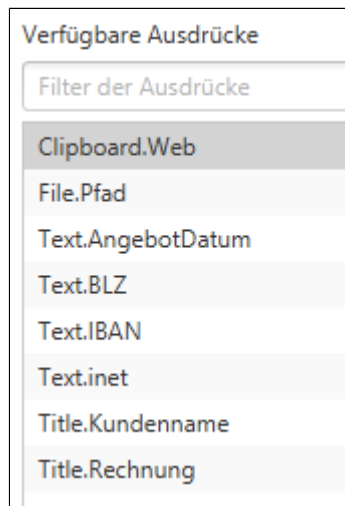 Verfügbare Ausdrücke
Filter der Ausdrücke
Clipboard.Web
File.Pfad
Text.AngebotDatum
Text.BLZ
Text.IBAN
Text.inet
Title.Kundenname
Title.Rechnung